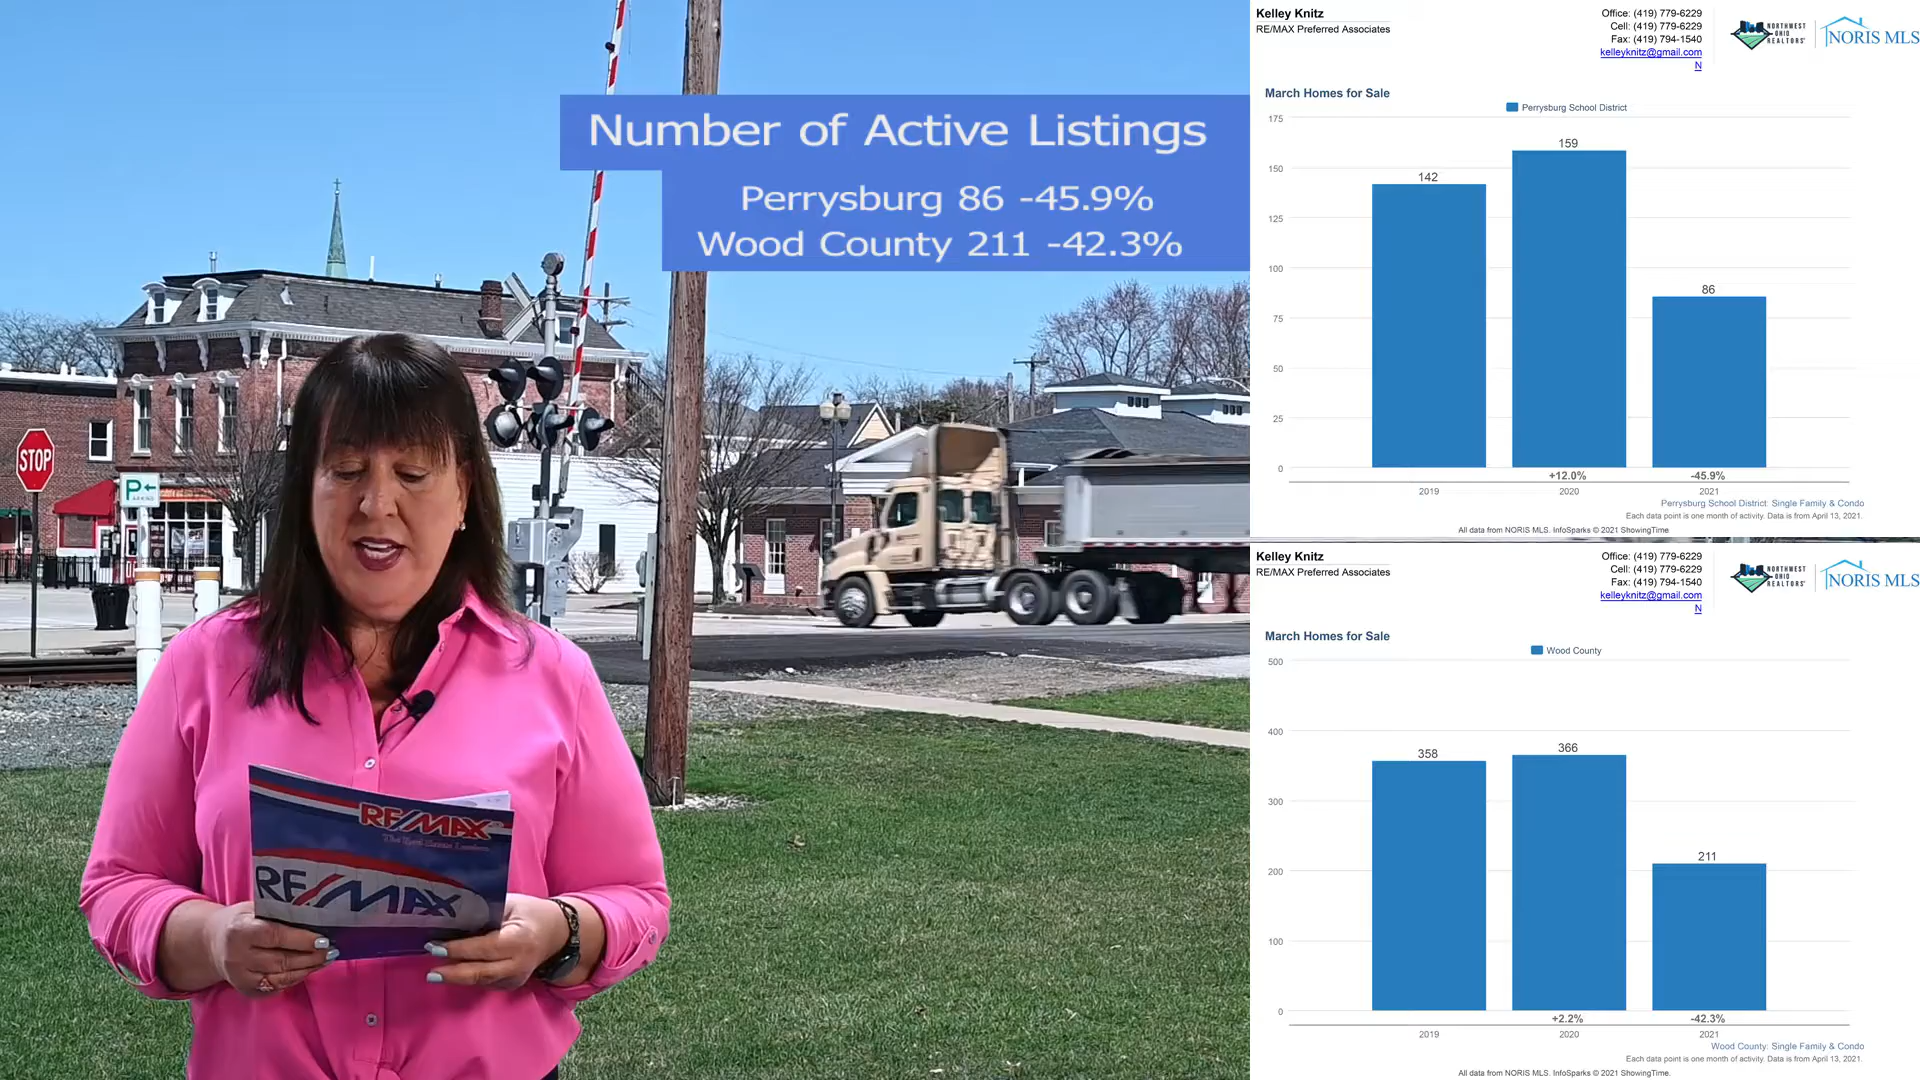 Number of Active Listings
Perrysburg 86 -45.9%
Wood County 211 -42.3%
STOP
P
RE/MAX
RE/MAX
Kelley Knitz
RE/MAX Preferred Associates
Office: (419) 779-6229
Cell: (419) 779-6229
Fax: (419) 794-1540
kelleyknitz@gmail.com
N
NORTHWEST
OHIO
REALTORS
NORIS MLS
March Homes for Sale
Perrysburg School District
175
150
125
100
75
50
25
0
142
159
86
+12.0%
-45.9%
2019
2020
2021
Perrysburg School District: Single Family & Condo
Each data point is one month of activity. Data is from April 13, 2021.
All data from NORIS MLS. InfoSparks © 2021 ShowingTime.
Kelley Knitz
RE/MAX Preferred Associates
Office: (419) 779-6229
Cell: (419) 779-6229
Fax: (419) 794-1540
kelleyknitz@gmail.com
N
NORTHWEST
OHIO
REALTORS
NORIS MLS
March Homes for Sale
Wood County
500
400
300
200
100
0
358
366
211
+2.2%
-42.3%
2019
2020
2021
Wood County: Single Family & Condo
Each data point is one month of activity. Data is from April 13, 2021.
All data from NORIS MLS. InfoSparks © 2021 ShowingTime.